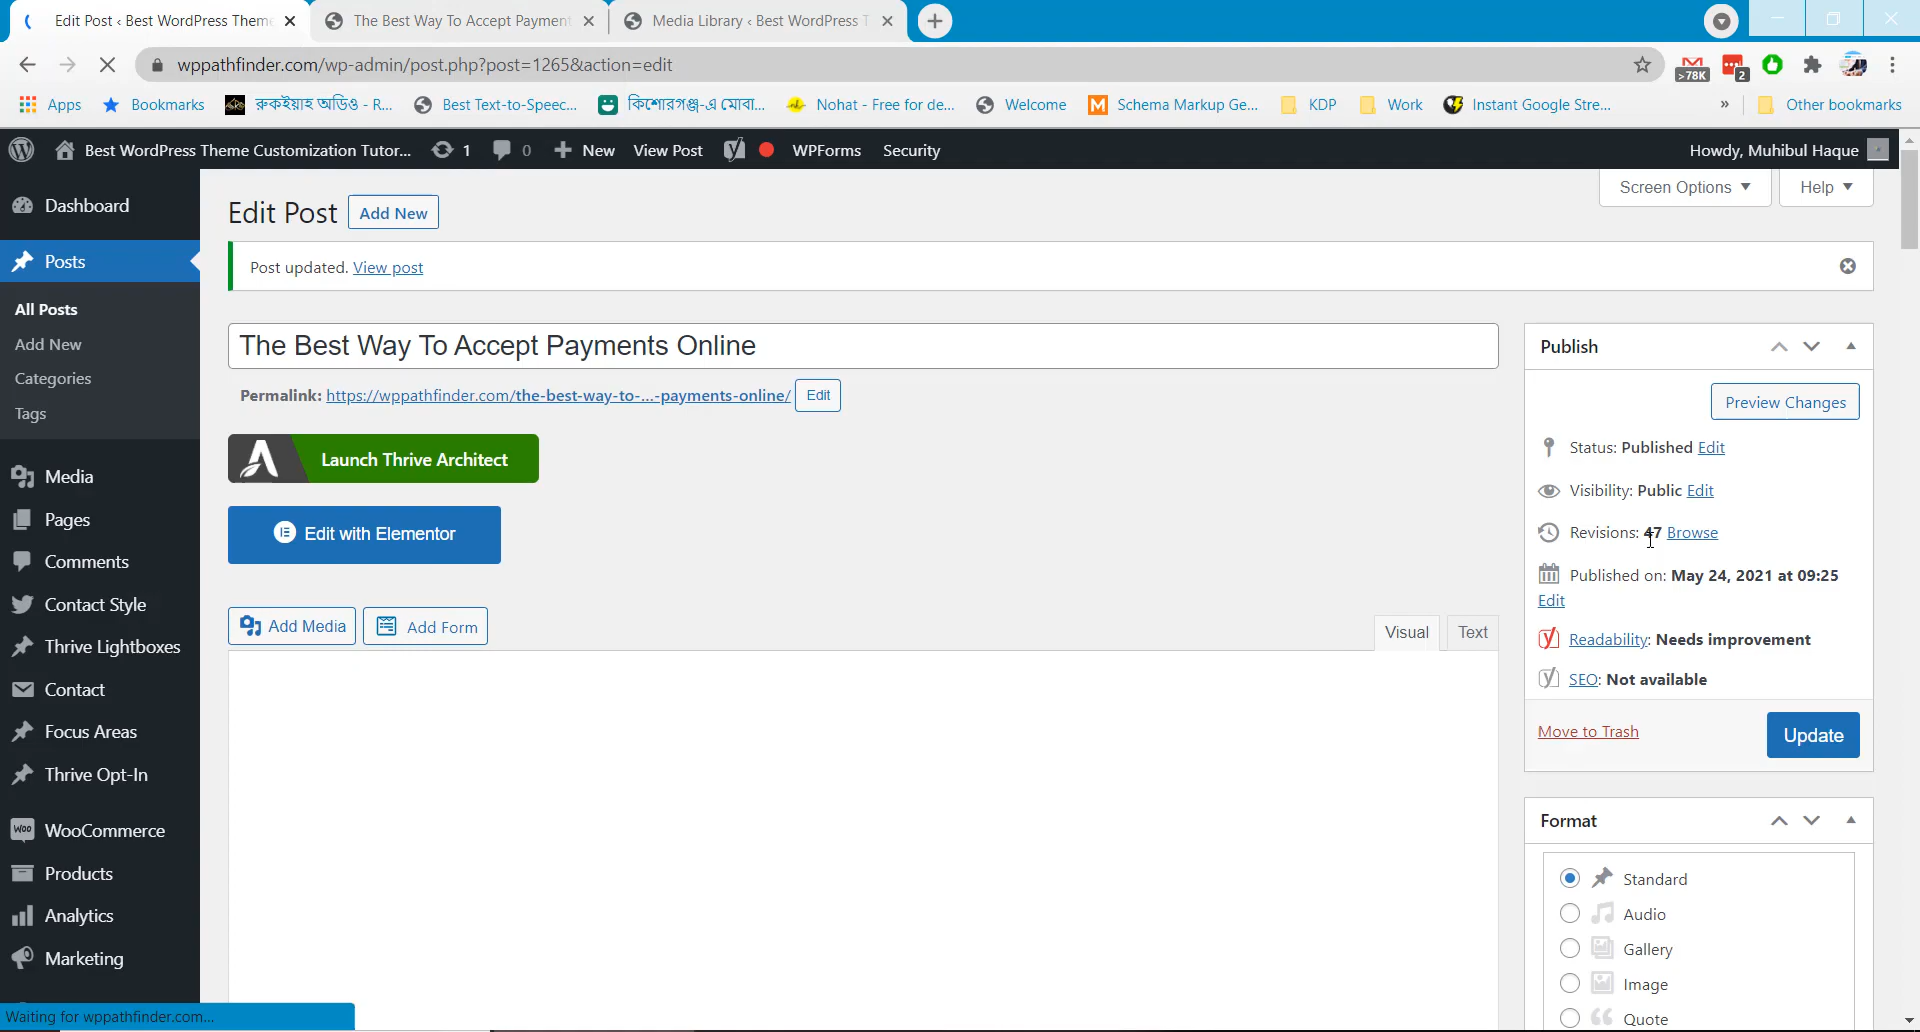 Edit Post ‹ Best WordPress Theme
The Best Way To Accept Payment
Media Library ‹ Best WordPress T
wppathfinder.com/wp-admin/post.php?post=1265&action=edit
>78K
2
Apps
Bookmarks
রুকইয়াহ অডিও - R...
Best Text-to-Speec...
কিশোরগঞ্জ-এ মোবা...
Nohat - Free for de...
Welcome
Schema Markup Ge...
KDP
Work
Instant Google Stre...
»
Other bookmarks
Best WordPress Theme Customization Tutor...
1
0
New
View Post
WPForms
Security
Howdy, Muhibul Haque
Dashboard
Posts
All Posts
Add New
Categories
Tags
Media
Pages
Comments
Contact Style
Thrive Lightboxes
Contact
Focus Areas
Thrive Opt-In
WooCommerce
Products
Analytics
Marketing
Waiting for wppathfinder.com...
Screen Options
Help
Edit Post
Add New
Post updated. View post
The Best Way To Accept Payments Online
Permalink: https://wppathfinder.com/the-best-way-to-...-payments-online/ Edit
Launch Thrive Architect
Edit with Elementor
Add Media
Add Form
Visual
Text
Publish
Preview Changes
Status: Published Edit
Visibility: Public Edit
Revisions: 47 Browse
Published on: May 24, 2021 at 09:25
Edit
Readability: Needs improvement
SEO: Not available
Move to Trash
Update
Format
Standard
Audio
Gallery
Image
Quote